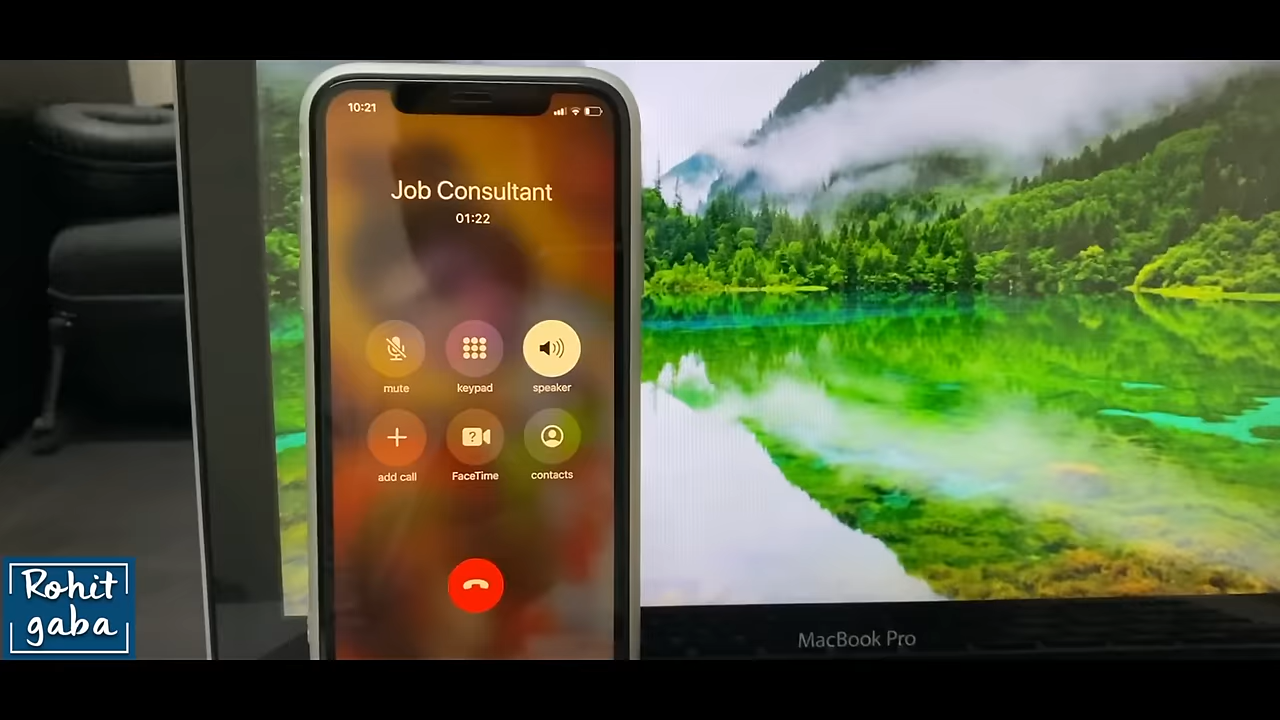 10:21
Job Consultant
01:22
mute
keypad
speaker
add call
FaceTime
contacts
MacBook Pro
Rohit
gaba